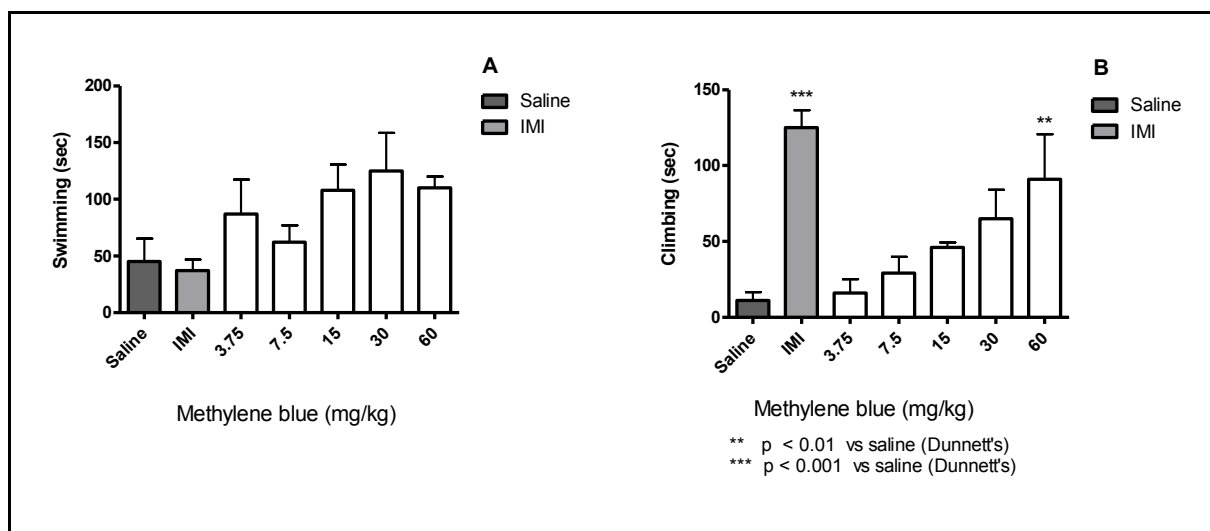 A
Saline
IMI
200
150
100
50
0
Swimming (sec)
Saline
IMI
3.75
7.5
15
30
60
Methylene blue (mg/kg)
B
Saline
IMI
150
100
50
0
Climbing (sec)
***
**
Saline
IMI
3.75
7.5
15
30
60
Methylene blue (mg/kg)
** p < 0.01 vs saline (Dunnett's)
*** p < 0.001 vs saline (Dunnett's)